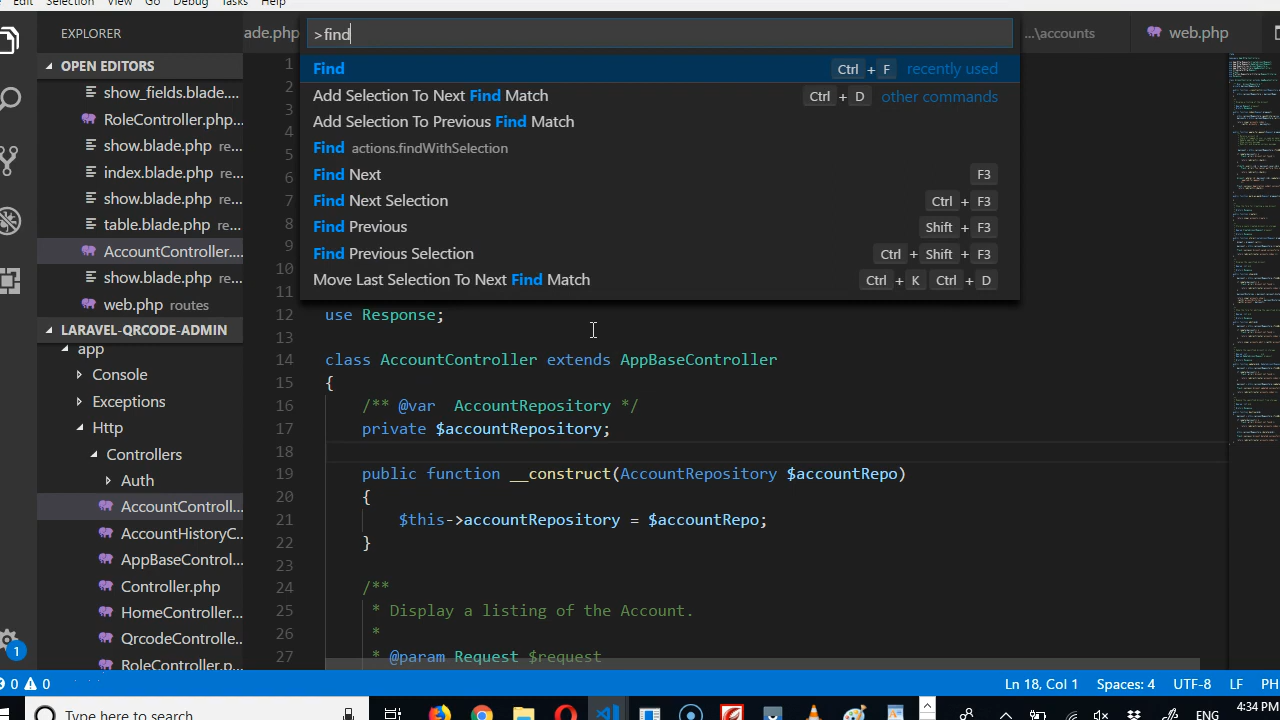 Edit Selection View Go Debug Terminal Help
EXPLORER
OPEN EDITORS
show_fields.blade....
RoleController.php...
show.blade.php re...
index.blade.php re...
show.blade.php re...
table.blade.php re...
AccountController....
show.blade.php re...
web.php routes
LARAVEL-QRCODE-ADMIN
app
Console
Exceptions
Http
Controllers
Auth
AccountControll...
AccountHistoryC...
AppBaseControl...
Controller.php
HomeController...
QrcodeControlle...
RoleController.p...
ade.php
...\accounts
web.php
>find
Find Ctrl + F recently used
Add Selection To Next Find Match Ctrl + D other commands
Add Selection To Previous Find Match
Find actions.findWithSelection
Find Next F3
Find Next Selection Ctrl + F3
Find Previous Shift + F3
Find Previous Selection Ctrl + Shift + F3
Move Last Selection To Next Find Match Ctrl + K Ctrl + D
1
2
3
4
5
6
7
8
9
10
11
12 use Response;
13
14 class AccountController extends AppBaseController
15 {
16 /** @var AccountRepository */
17 private $accountRepository;
18
19 public function __construct(AccountRepository $accountRepo)
20 {
21 $this->accountRepository = $accountRepo;
22 }
23
24 /**
25 * Display a listing of the Account.
26 *
27 * @param Request $request
1
0 0
Ln 18, Col 1 Spaces: 4 UTF-8 LF PH
Type here to search
ENG
4:34 PM